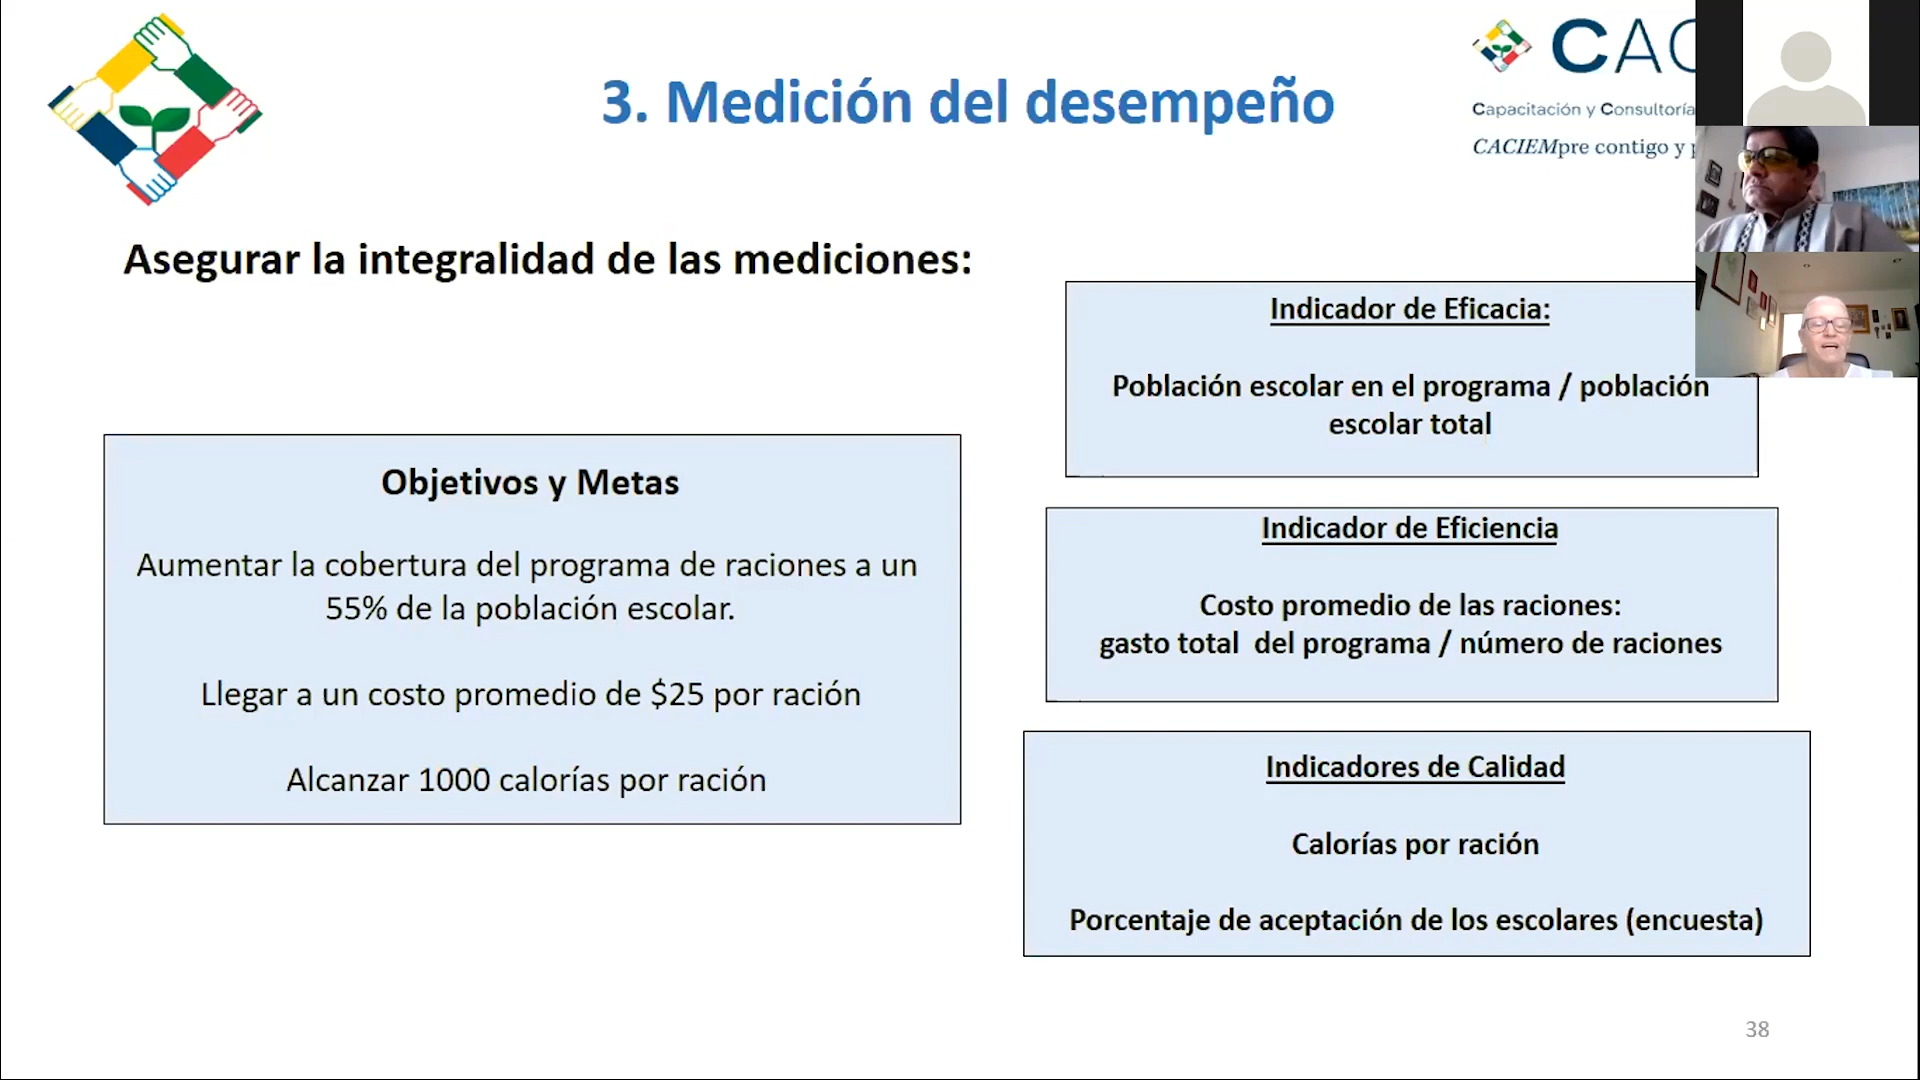 3. Medición del desempeño
CAC
Capacitación y Consultoría
CACIEMpre contigo y p
Asegurar la integralidad de las mediciones:
Objetivos y Metas
Aumentar la cobertura del programa de raciones a un
55% de la población escolar.
Llegar a un costo promedio de $25 por ración
Alcanzar 1000 calorías por ración
Indicador de Eficacia:
Población escolar en el programa / población
escolar total
Indicador de Eficiencia
Costo promedio de las raciones:
gasto total del programa / número de raciones
Indicadores de Calidad
Calorías por ración
Porcentaje de aceptación de los escolares (encuesta)
38